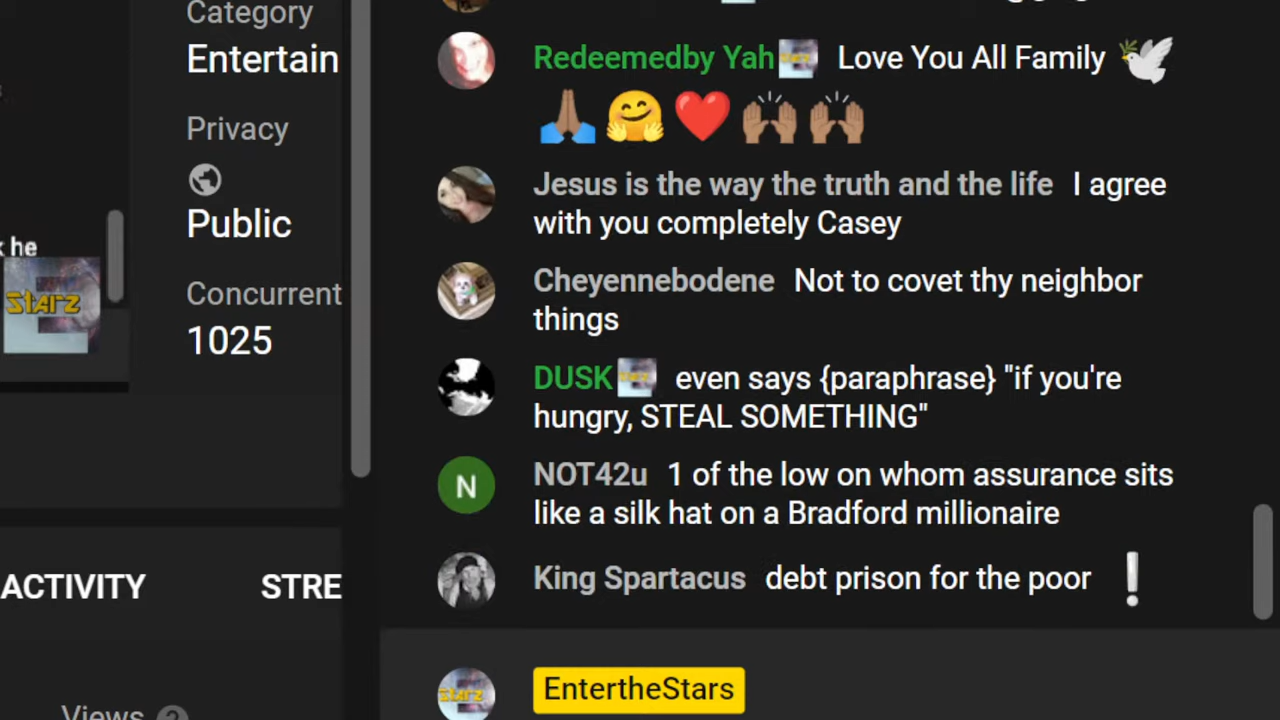 Category
Entertain
Privacy
Public
he
Starz
Concurrent
1025
ACTIVITY
STRE
Views
Redeemedby Yah Love You All Family
Jesus is the way the truth and the life I agree
with you completely Casey
Cheyennebodene Not to covet thy neighbor
things
DUSK even says {paraphrase} "if you're
hungry, STEAL SOMETHING"
N
NOT42u 1 of the low on whom assurance sits
like a silk hat on a Bradford millionaire
King Spartacus debt prison for the poor ❕
Starz
EntertheStars